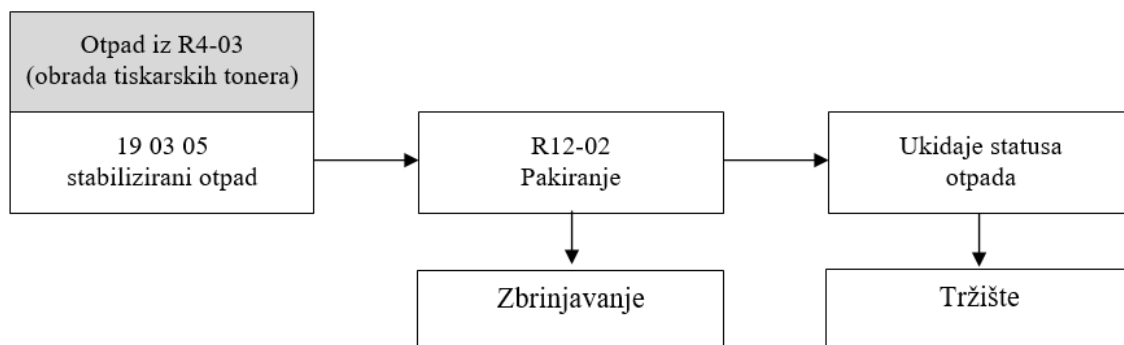 Otpad iz R4-03
(obrada tiskarskih tonera)
19 03 05
stabilizirani otpad
R12-02
Pakiranje
Ukidaje statusa
otpada
Zbrinjavanje
Tržište